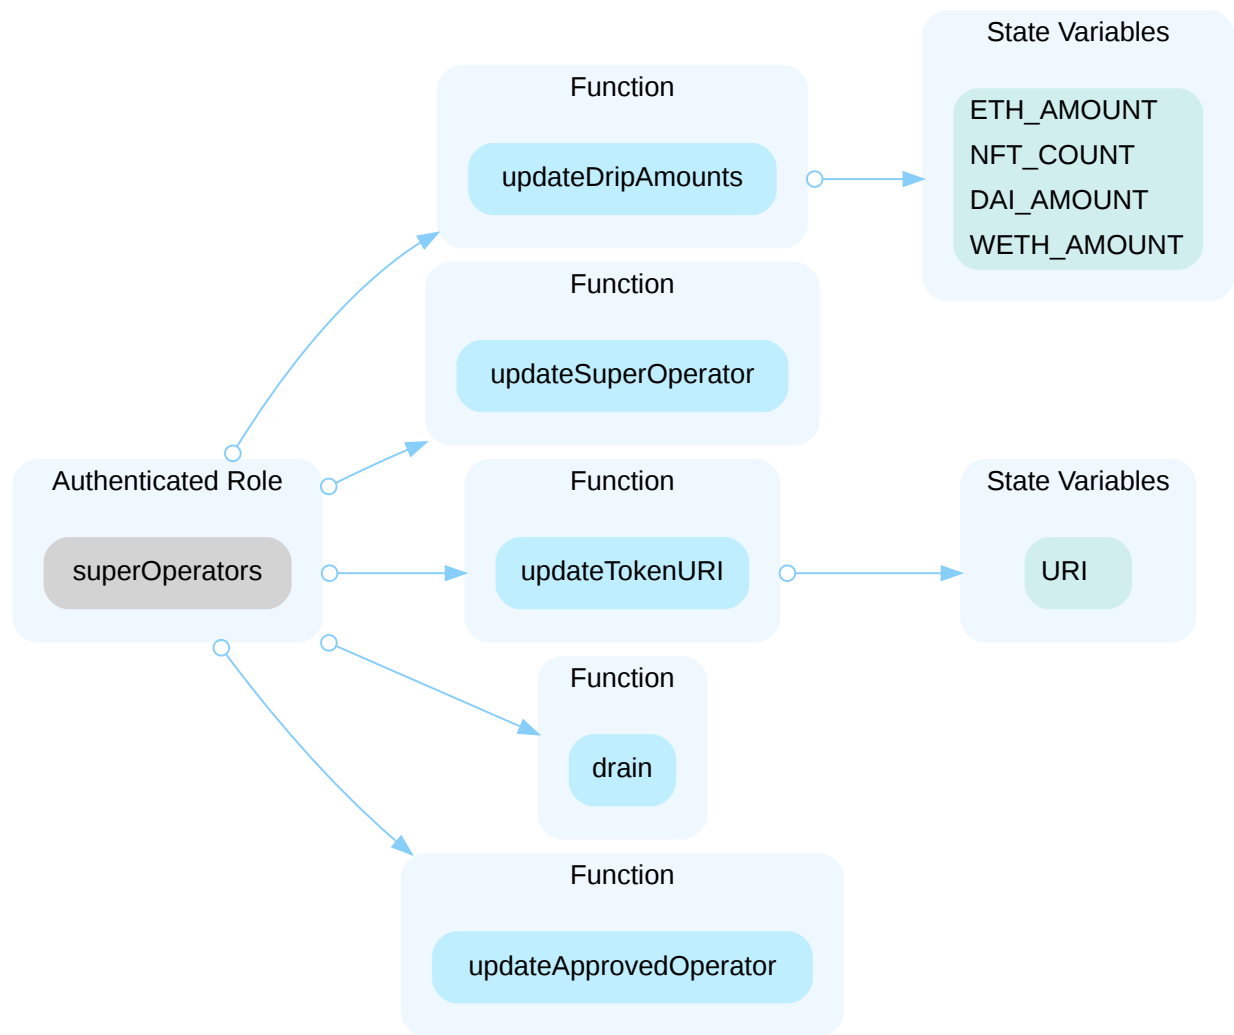 State Variables
ETH_AMOUNT
NFT_COUNT
DAI_AMOUNT
WETH_AMOUNT
Function
updateDripAmounts
Function
updateSuperOperator
Authenticated Role
superOperators
Function
updateTokenURI
State Variables
URI
Function
drain
Function
updateApprovedOperator